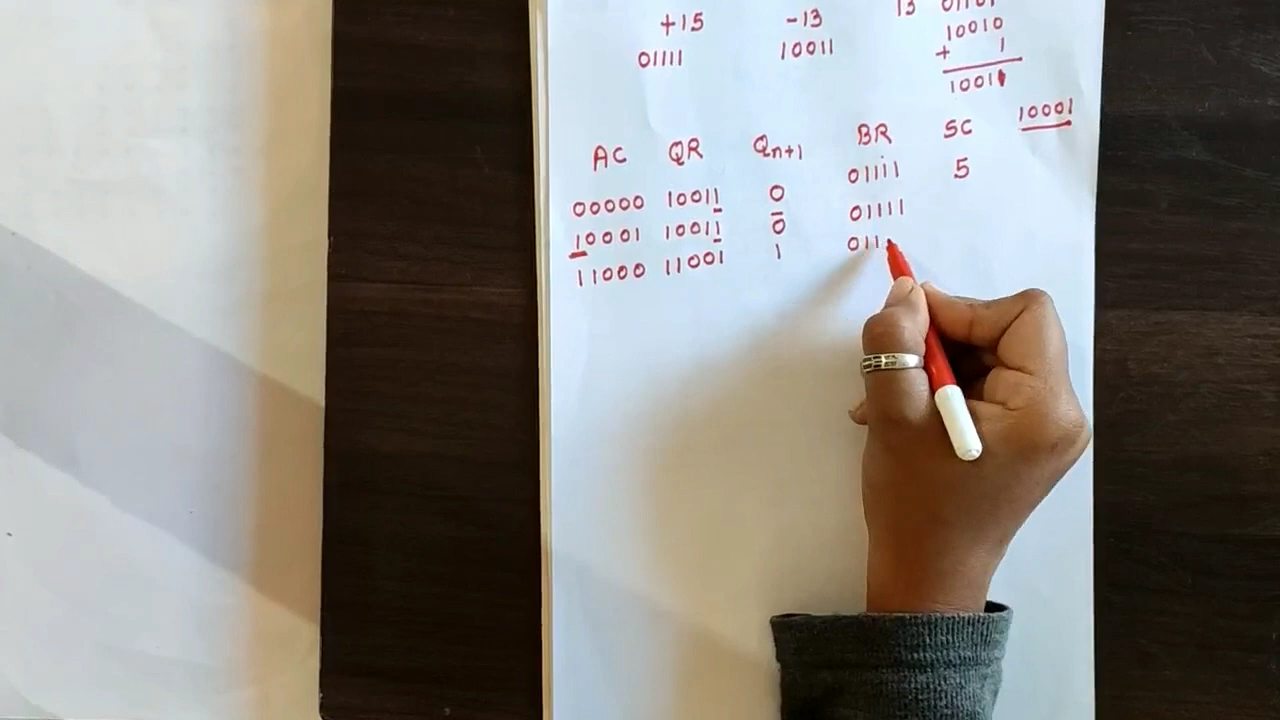 +15 -13 13 01101
01111 10011 10010
+ 1
10011
10001
AC QR Qn+1 BR SC
00000 10011 0 01111 5
10001 10011 0 01111
11000 11001 1 011